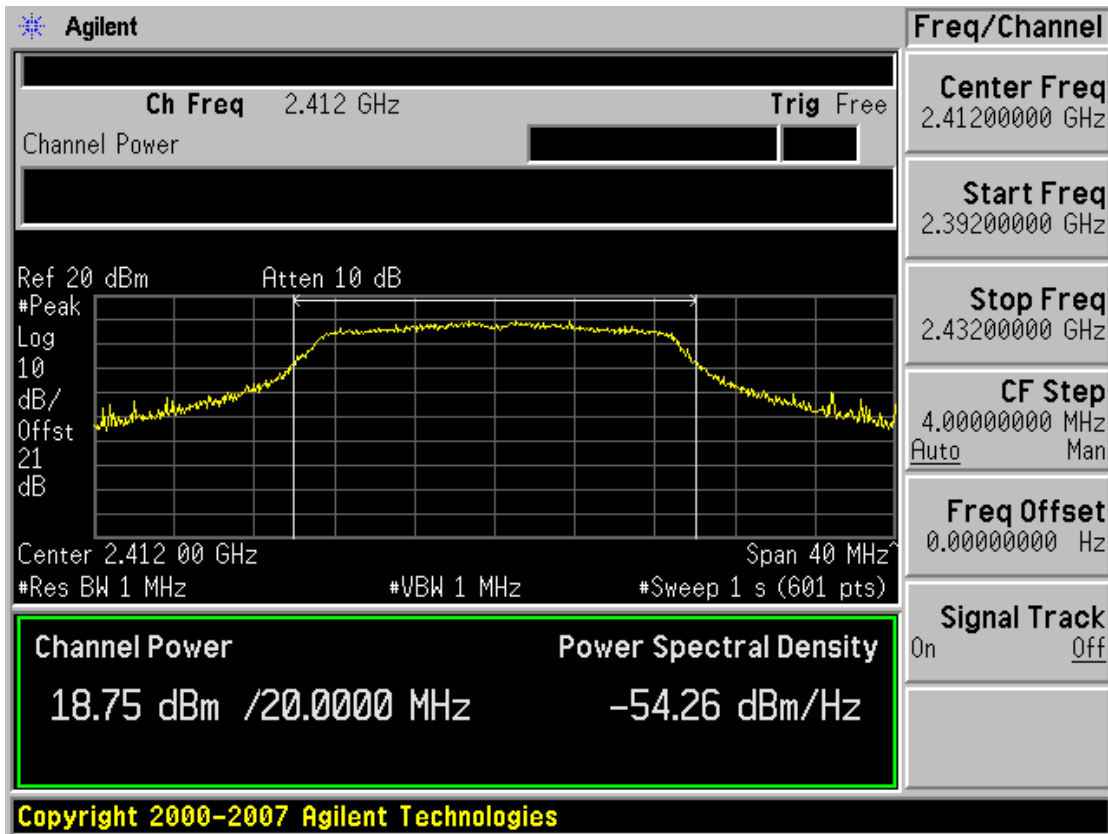 Agilent
Freq/Channel
Ch Freq 2.412 GHz Trig Free
Channel Power
Center Freq
2.41200000 GHz
Start Freq
2.39200000 GHz
Stop Freq
2.43200000 GHz
CF Step
4.00000000 MHz
Auto Man
Freq Offset
0.00000000 Hz
Signal Track
On Off
Ref 20 dBm Atten 10 dB
#Peak
Log
10
dB/
Offst
21
dB
Center 2.412 00 GHz Span 40 MHz^
#Res BW 1 MHz #VBW 1 MHz #Sweep 1 s (601 pts)
Channel Power Power Spectral Density
18.75 dBm /20.0000 MHz -54.26 dBm/Hz
Copyright 2000-2007 Agilent Technologies